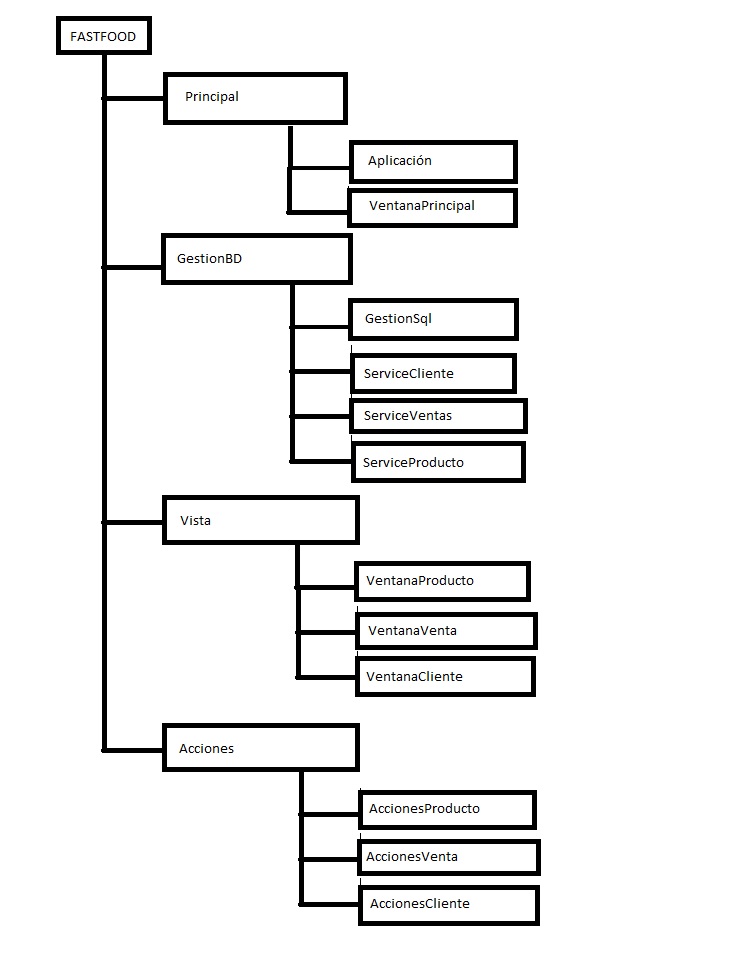 FASTFOOD
Principal
Aplicación
VentanaPrincipal
GestionBD
GestionSql
ServiceCliente
ServiceVentas
ServiceProducto
Vista
VentanaProducto
VentanaVenta
VentanaCliente
Acciones
AccionesProducto
AccionesVenta
AccionesCliente